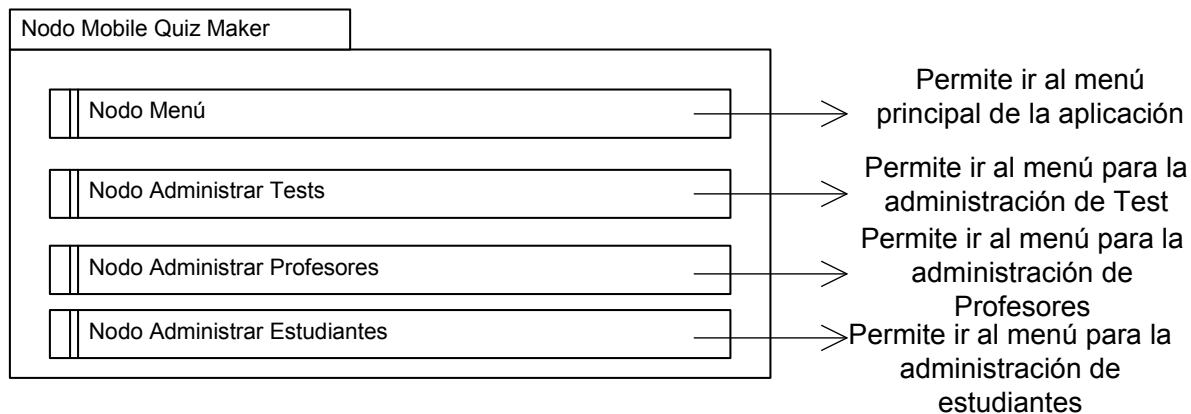 Nodo Mobile Quiz Maker
Nodo Menú
Permite ir al menú
principal de la aplicación
Nodo Administrar Tests
Permite ir al menú para la
administración de Test
Nodo Administrar Profesores
Permite ir al menú para la
administración de
Profesores
Nodo Administrar Estudiantes
Permite ir al menú para la
administración de
estudiantes